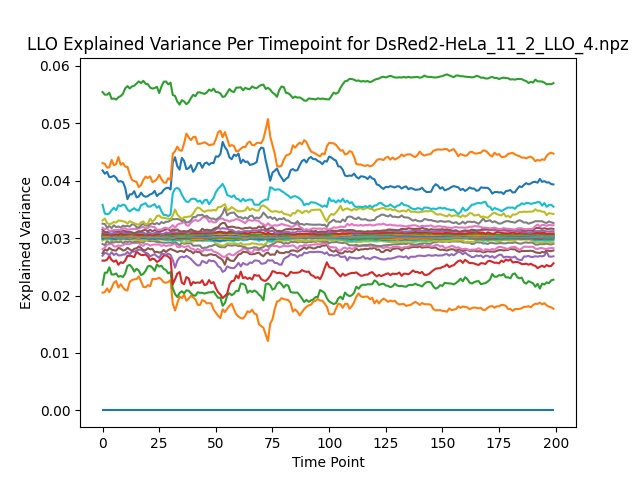 LLO Explained Variance Per Timepoint for DsRed2-HeLa_11_2_LLO_4.npz
0.06
0.05
0.04
0.03
0.02
0.01
0.00
Explained Variance
0 25 50 75 100 125 150 175 200
Time Point